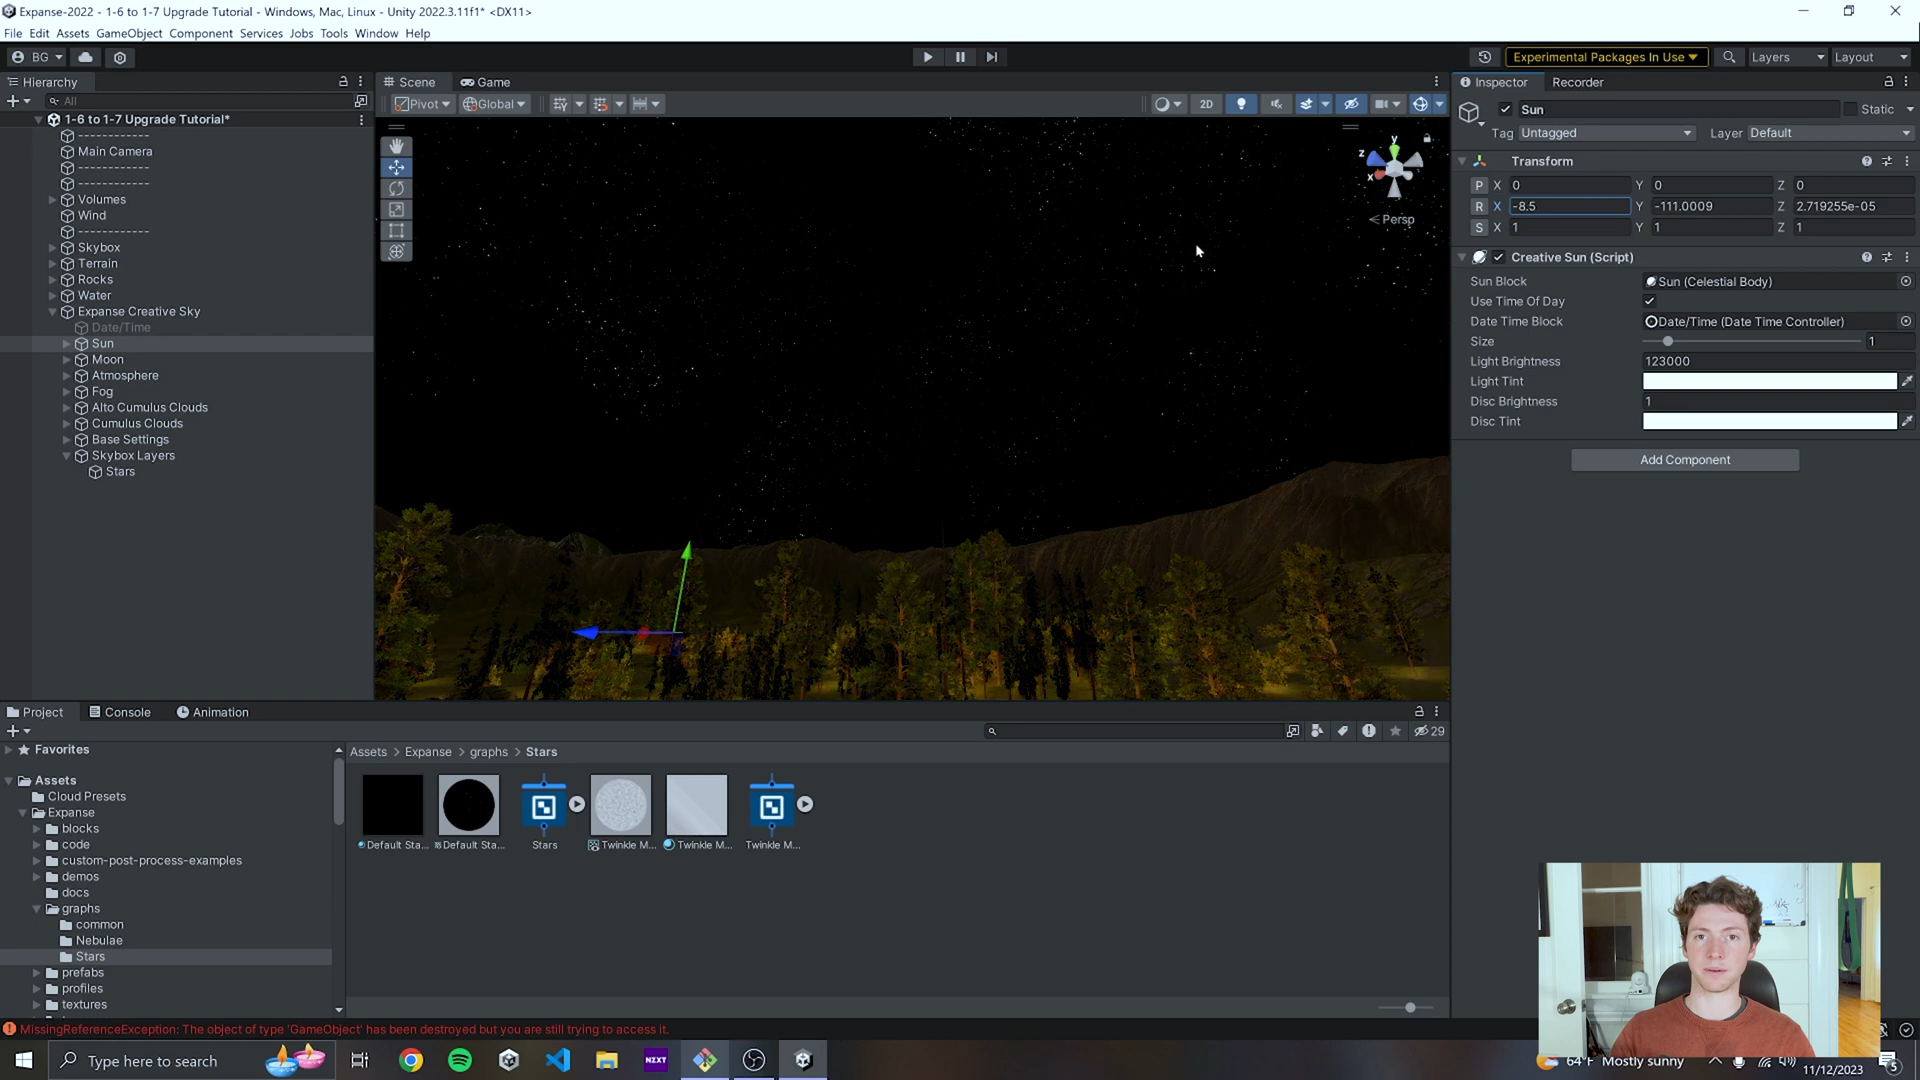 Expanse-2022 - 1-6 to 1-7 Upgrade Tutorial - Windows, Mac, Linux - Unity 2022.3.11f1* <DX11>
File Edit Assets GameObject Component Services Jobs Tools Window Help
BG
Experimental Packages In Use
Layers
Layout
Hierarchy
Scene
Game
Inspector
Recorder
All
Pivot
Global
2D
Sun
Static
1-6 to 1-7 Upgrade Tutorial*
Tag Untagged
Layer Default
------------
Main Camera
------------
------------
Volumes
Wind
------------
Skybox
Terrain
Rocks
Water
Expanse Creative Sky
Date/Time
Sun
Moon
Atmosphere
Fog
Alto Cumulus Clouds
Cumulus Clouds
Base Settings
Skybox Layers
Stars
y
z
x
< Persp
Transform
P X 0 Y 0 Z 0
R X -8.5 Y -111.0009 Z 2.719255e-05
S X 1 Y 1 Z 1
Creative Sun (Script)
Sun Block Sun (Celestial Body)
Use Time Of Day
Date Time Block Date/Time (Date Time Controller)
Size 1
Light Brightness 123000
Light Tint
Disc Brightness 1
Disc Tint
Add Component
Project
Console
Animation
29
Favorites
Assets
Cloud Presets
Expanse
blocks
code
custom-post-process-examples
demos
docs
graphs
common
Nebulae
Stars
prefabs
profiles
textures
Assets > Expanse > graphs > Stars
Default Sta...
Default Sta...
Stars
Twinkle M...
Twinkle M...
Twinkle M...
MissingReferenceException: The object of type 'GameObject' has been destroyed but you are still trying to access it.
Type here to search
NZXT
64°F Mostly sunny
11/12/2023
5